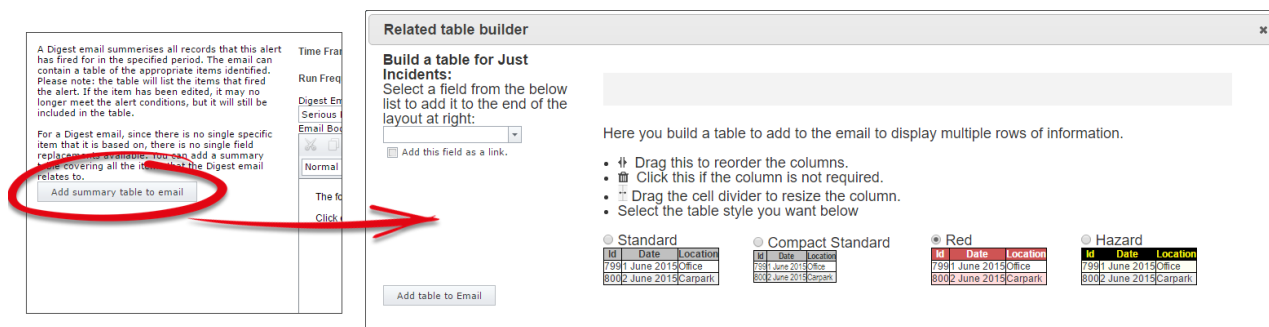 A Digest email summerises all records that this alert
has fired for in the specified period. The email can
contain a table of the appropriate items identified.
Please note: the table will list the items that fired
the alert. If the item has been edited, it may no
longer meet the alert conditions, but it will still be
included in the table.
For a Digest email, since there is no single specific
item that it is based on, there is no single field
replacements available. You can add a summary
table covering all the items that the Digest email
relates to.
Add summary table to email
Time Fran
Run Freq
Digest Em
Serious
Email Bod
Normal
The fo
Click
Related table builder
Build a table for Just
Incidents:
Select a field from the below
list to add it to the end of the
layout at right:
Add this field as a link.
Add table to Email
Here you build a table to add to the email to display multiple rows of information.
• Drag this to reorder the columns.
• Click this if the column is not required.
• Drag the cell divider to resize the column.
• Select the table style you want below
Standard
Id Date Location
799 1 June 2015 Office
800 2 June 2015 Carpark
Compact Standard
Id Date Location
799 1 June 2015 Office
800 2 June 2015 Carpark
Red
Id Date Location
799 1 June 2015 Office
800 2 June 2015 Carpark
Hazard
Id Date Location
799 1 June 2015 Office
800 2 June 2015 Carpark